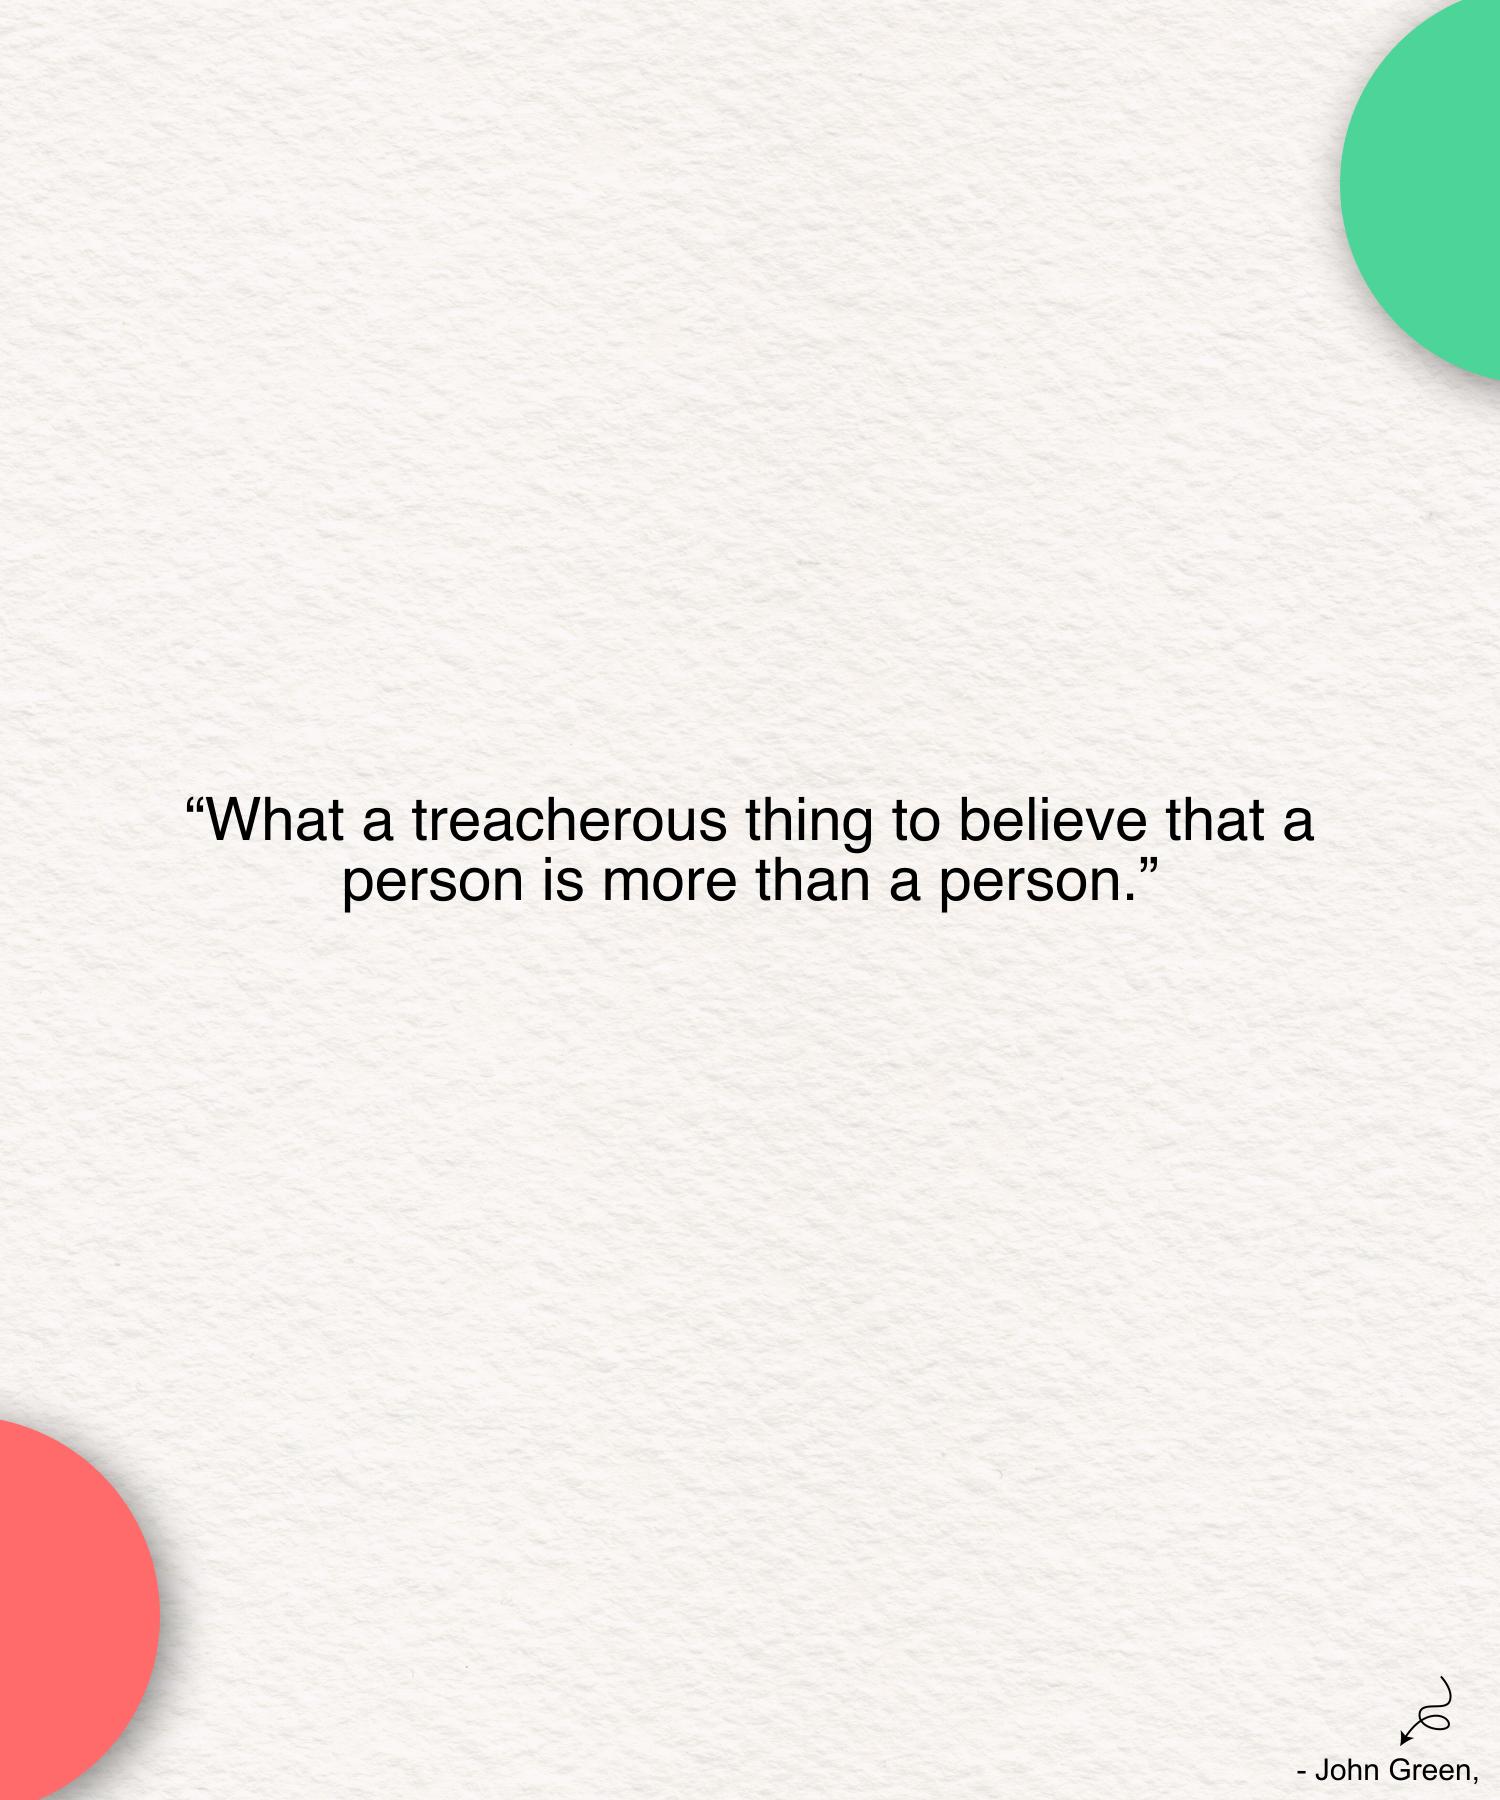 “What a treacherous thing to believe that a
person is more than a person.”
- John Green,